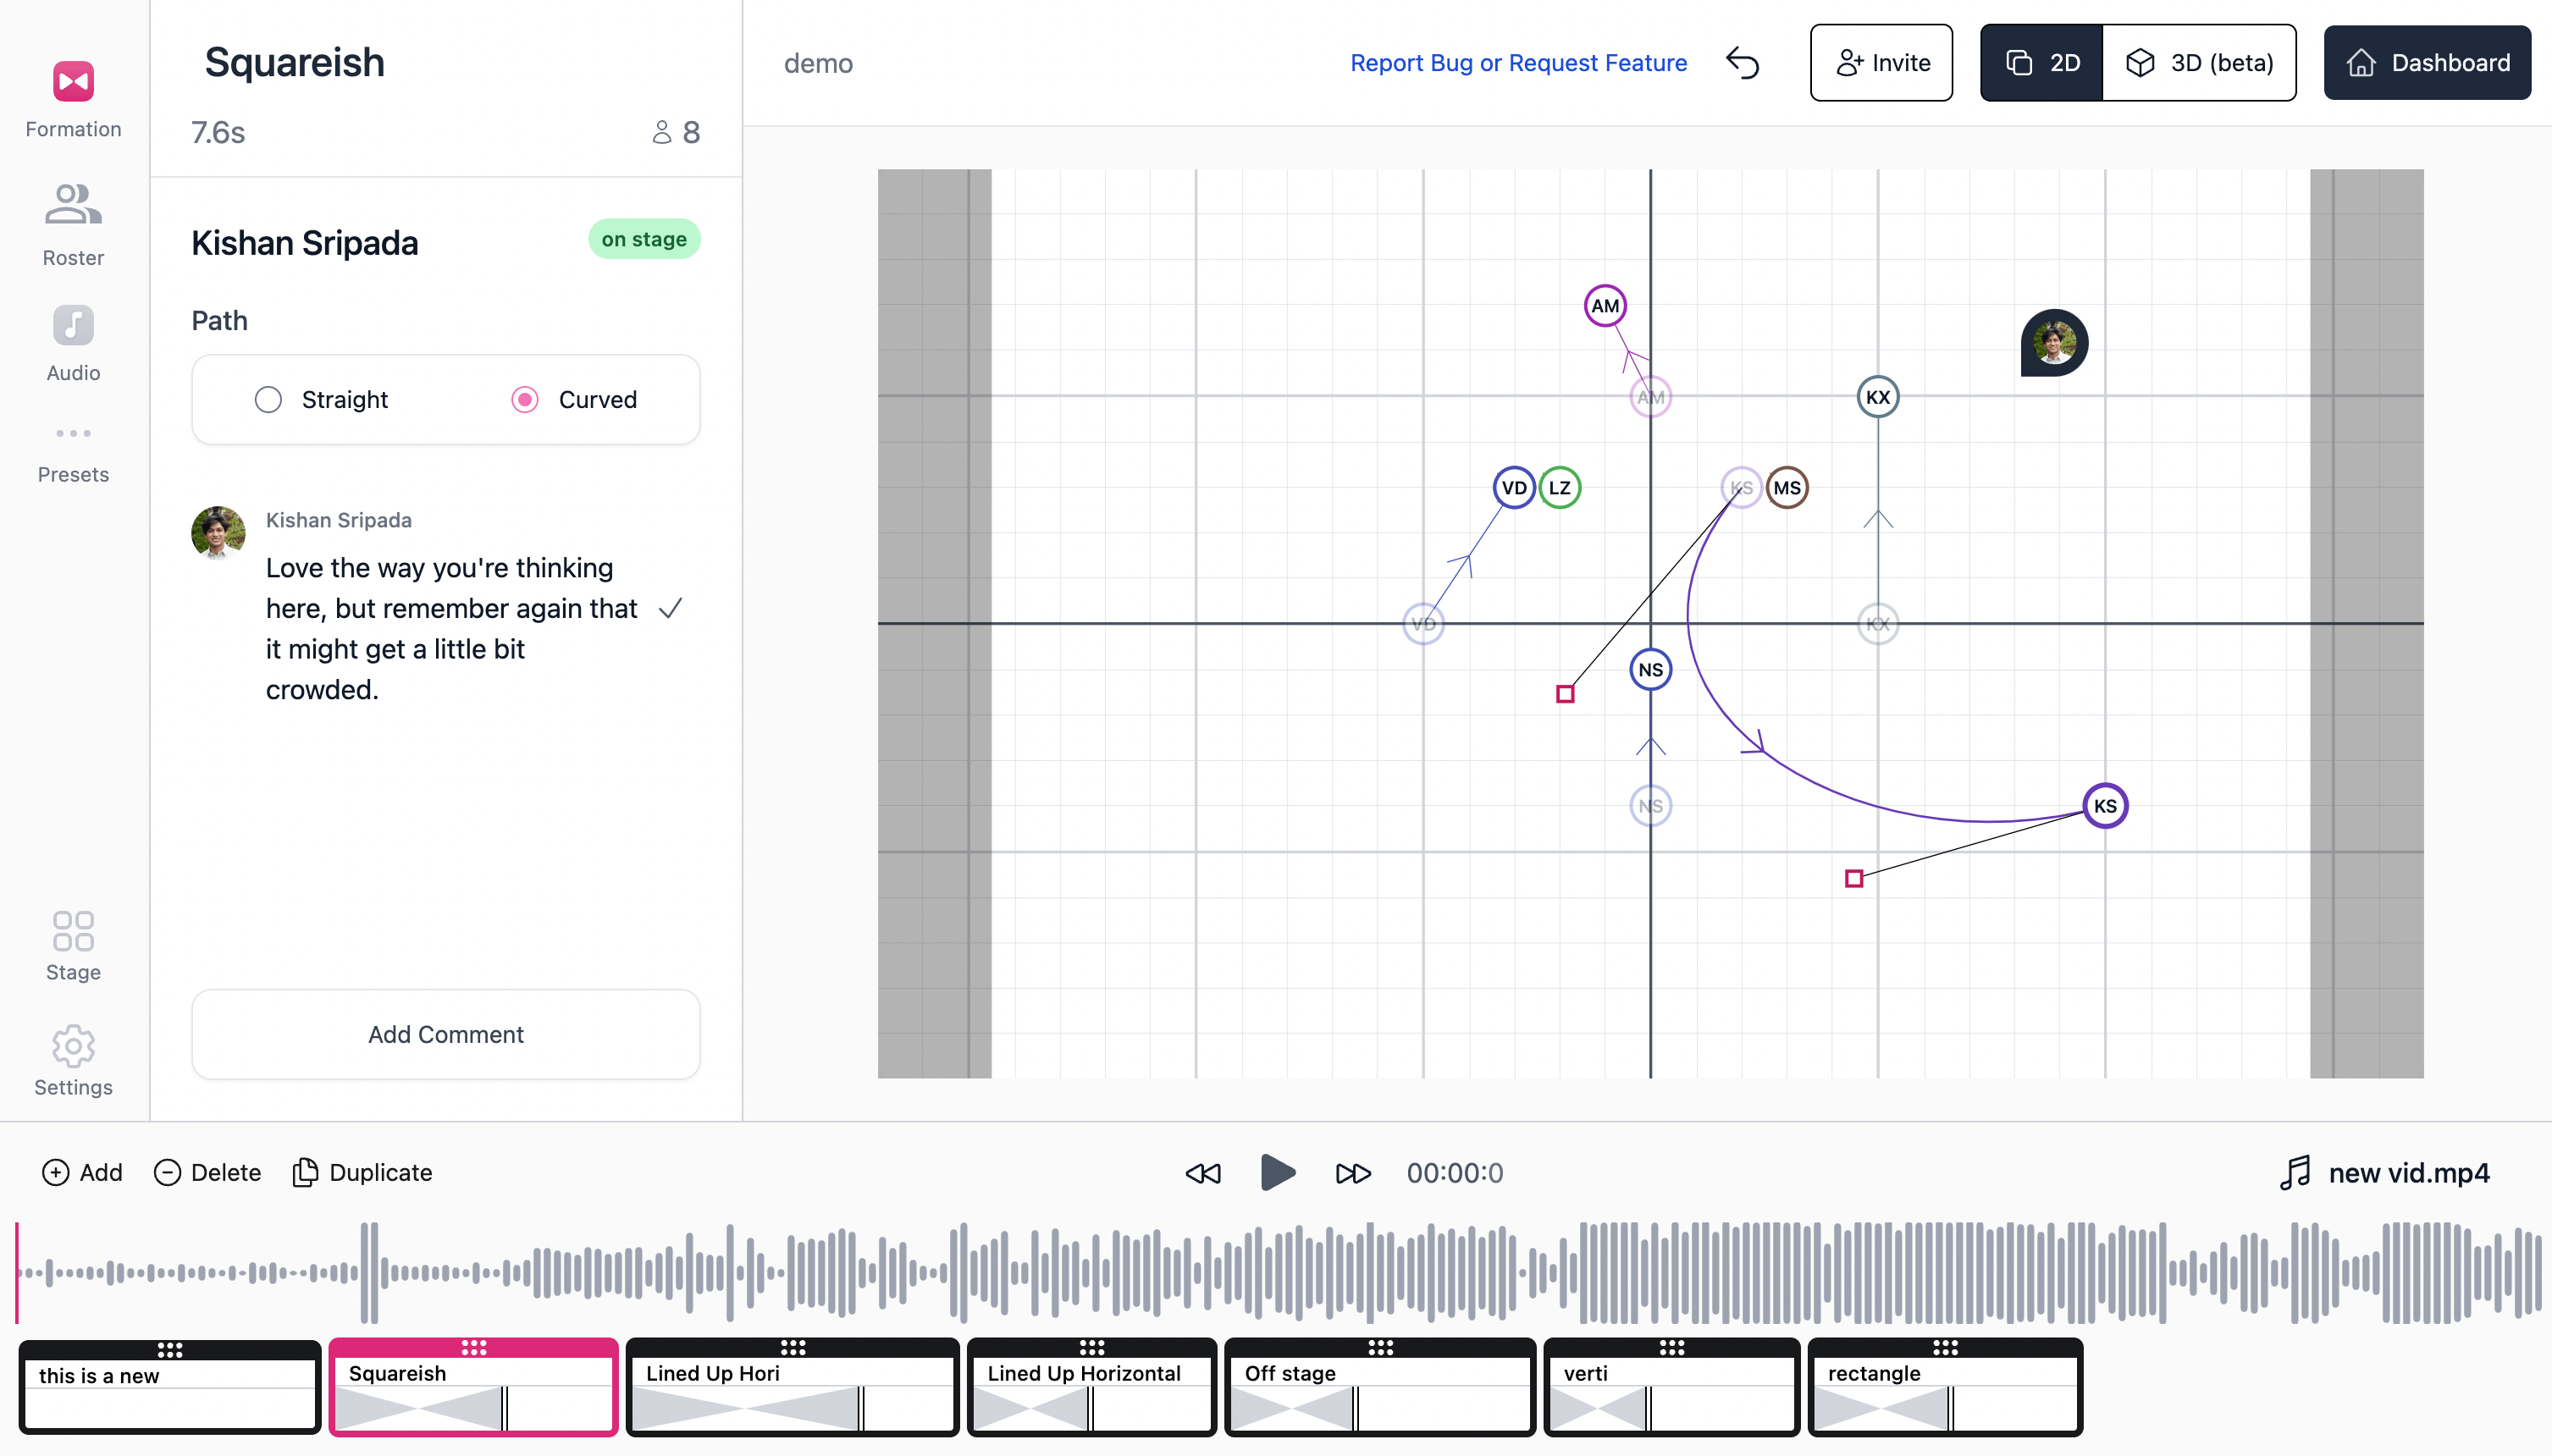 Formation
Roster
Audio
Presets
Stage
Settings
Squareish
7.6s
8
Kishan Sripada
on stage
Path
Straight
Curved
Kishan Sripada
Love the way you're thinking
here, but remember again that
it might get a little bit
crowded.
Add Comment
demo
Report Bug or Request Feature
Invite
2D
3D (beta)
Dashboard
AM
AM
KX
VD
LZ
KS
MS
VD
KX
NS
NS
KS
Add
Delete
Duplicate
00:00:0
new vid.mp4
this is a new
Squareish
Lined Up Hori
Lined Up Horizontal
Off stage
verti
rectangle